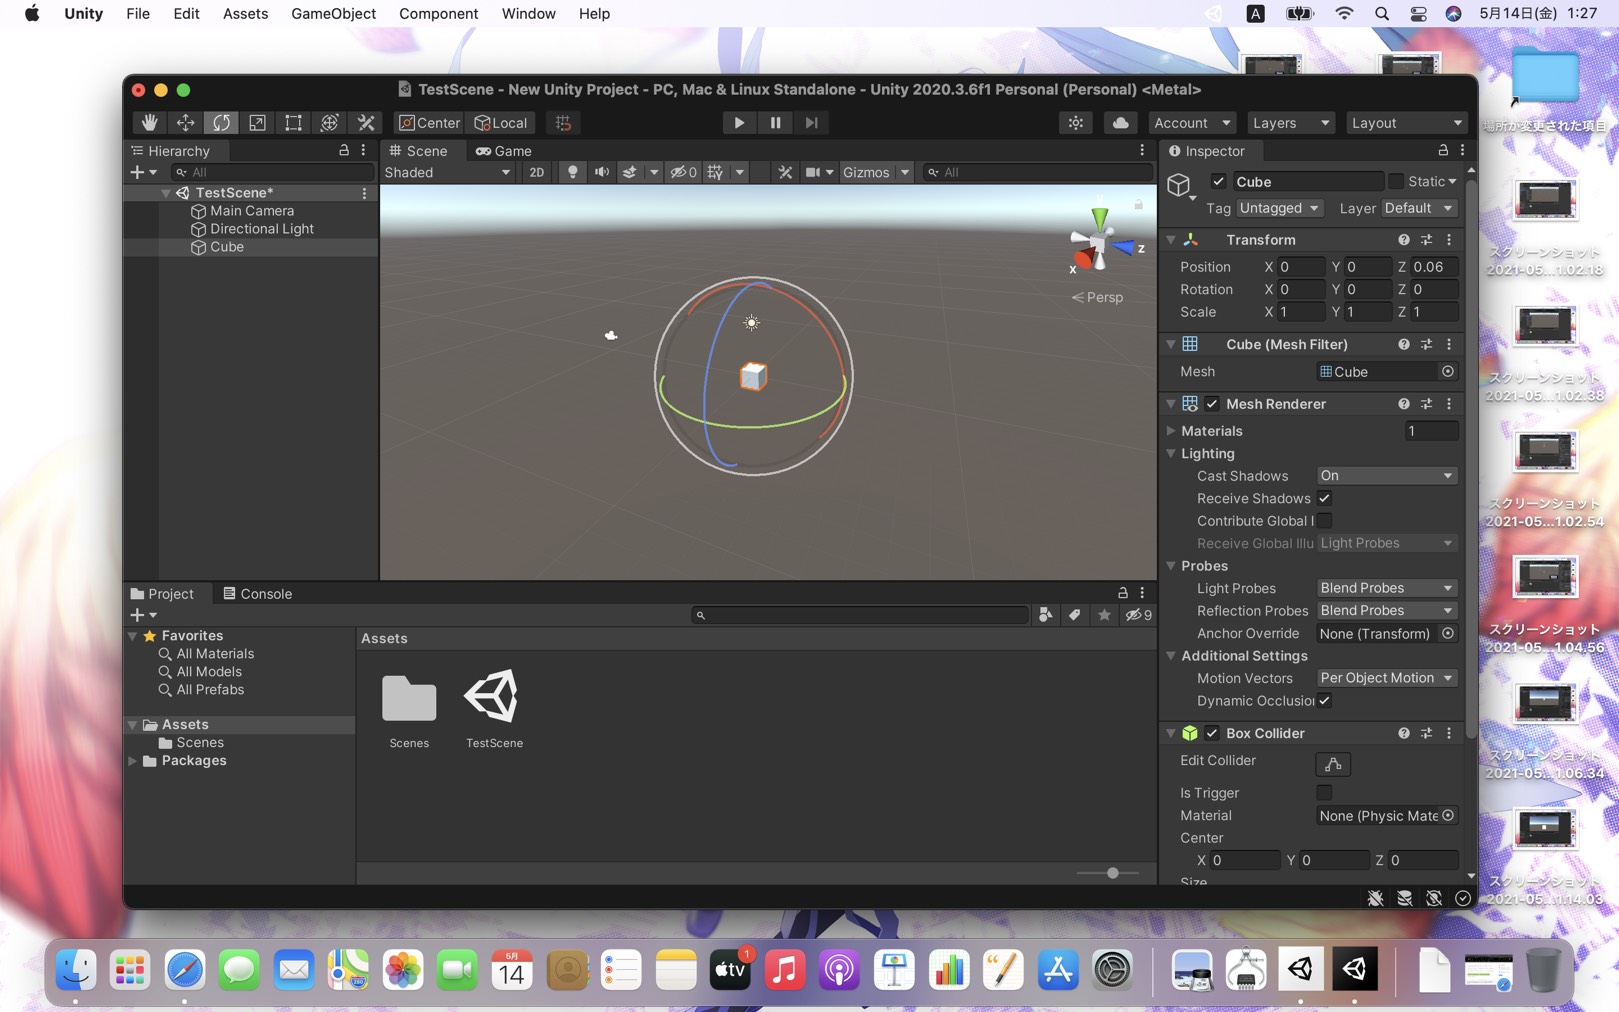 Unity File Edit Assets GameObject Component Window Help A 5月14日(金) 1:27
TestScene - New Unity Project - PC, Mac & Linux Standalone - Unity 2020.3.6f1 Personal (Personal) <Metal>
Center Local Account Layers Layout
Hierarchy
All
TestScene*
Main Camera
Directional Light
Cube
Scene Game
Shaded 2D 0 Gizmos All
Z
X
Persp
Inspector
Cube Static
Tag Untagged Layer Default
Transform
Position X 0 Y 0 Z 0.06
Rotation X 0 Y 0 Z 0
Scale X 1 Y 1 Z 1
Cube (Mesh Filter)
Mesh Cube
Mesh Renderer
Materials 1
Lighting
Cast Shadows On
Receive Shadows
Contribute Global I
Receive Global Illu Light Probes
Probes
Light Probes Blend Probes
Reflection Probes Blend Probes
Anchor Override None (Transform)
Additional Settings
Motion Vectors Per Object Motion
Dynamic Occlusio
Box Collider
Edit Collider
Is Trigger
Material None (Physic Mate
Center
X 0 Y 0 Z 0
Size
Project Console
9
Favorites
All Materials
All Models
All Prefabs
Assets
Scenes
Packages
Assets
Scenes
TestScene
場所が変更された項目
スクリーンショット
2021-05...1.02.18
スクリーンショット
2021-05...1.02.38
スクリーンショット
2021-05...1.02.54
スクリーンショット
2021-05...1.04.56
スクリーンショット
2021-05...1.06.34
スクリーンショット
2021-05...1.14.03
5月
14
280
tv
1